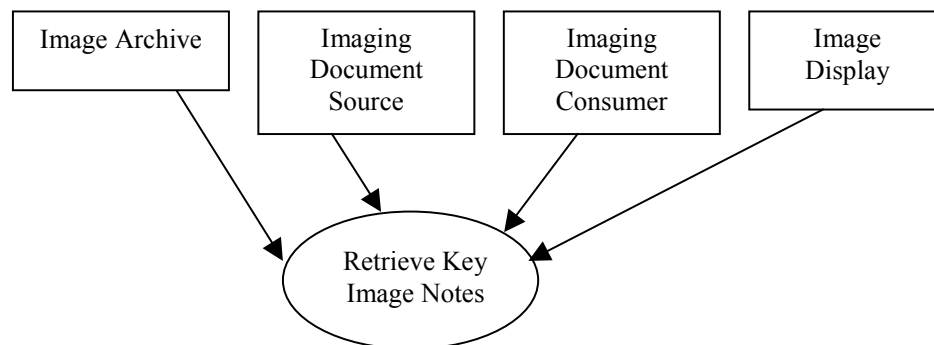 Image Archive
Imaging
Document
Source
Imaging
Document
Consumer
Image
Display
Retrieve Key
Image Notes